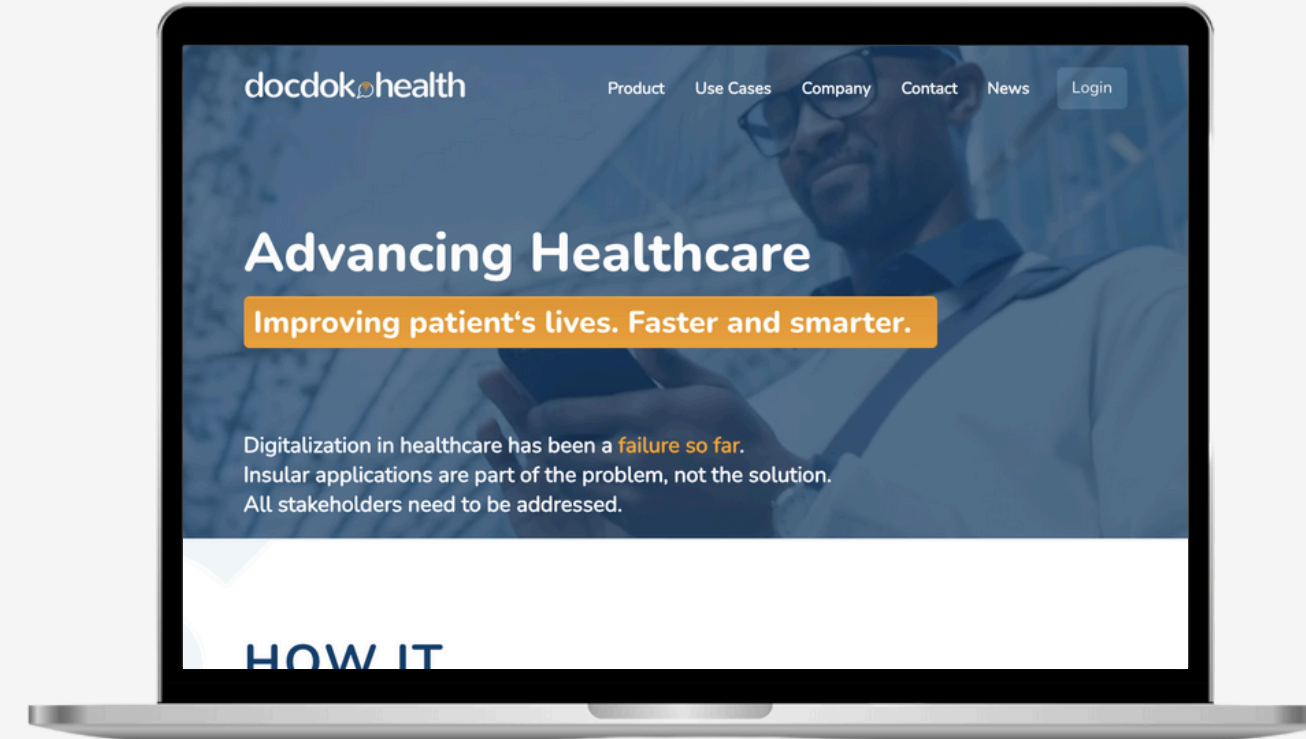 docdok health
Product Use Cases Company Contact News Login
Advancing Healthcare
Improving patient‘s lives. Faster and smarter.
Digitalization in healthcare has been a failure so far.
Insular applications are part of the problem, not the solution.
All stakeholders need to be addressed.
HOW IT